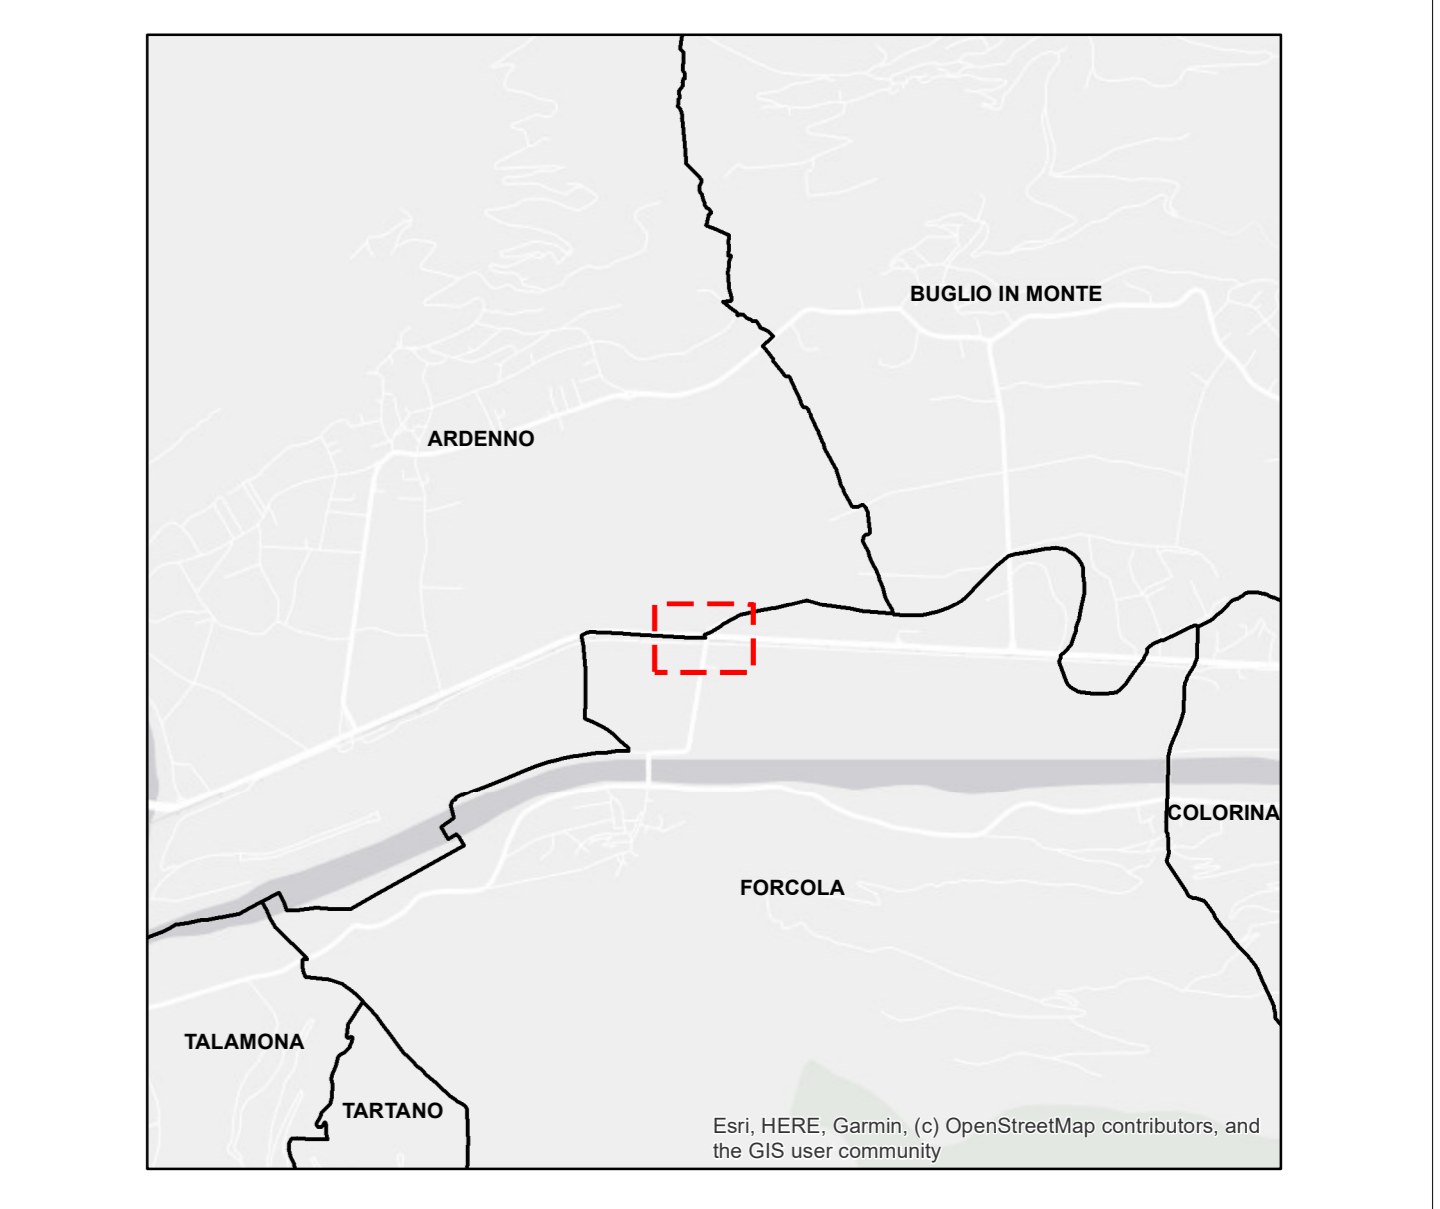 BUGLIO IN MONTE
ARDENNO
COLORINA
FORCOLA
TALAMONA
TARTANO
Esri, HERE, Garmin, (c) OpenStreetMap contributors, and
the GIS user community